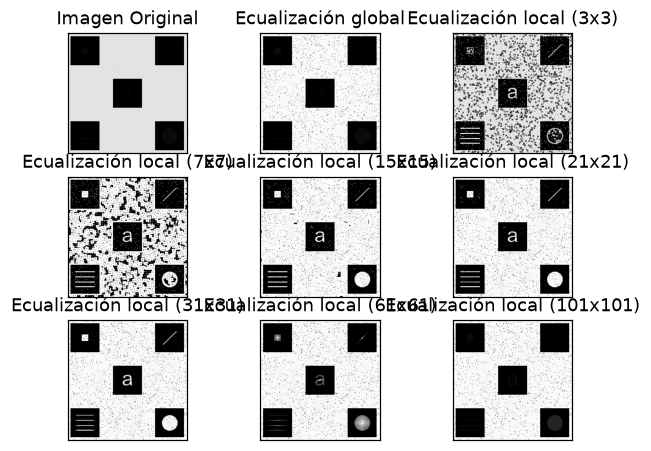 Imagen Original
Ecualización global
Ecualización local (3x3)
Ecualización local (7x7)
Ecualización local (15x15)
Ecualización local (21x21)
a
a
a
Ecualización local (31x31)
Ecualización local (61x61)
Ecualización local (101x101)
a
a
a